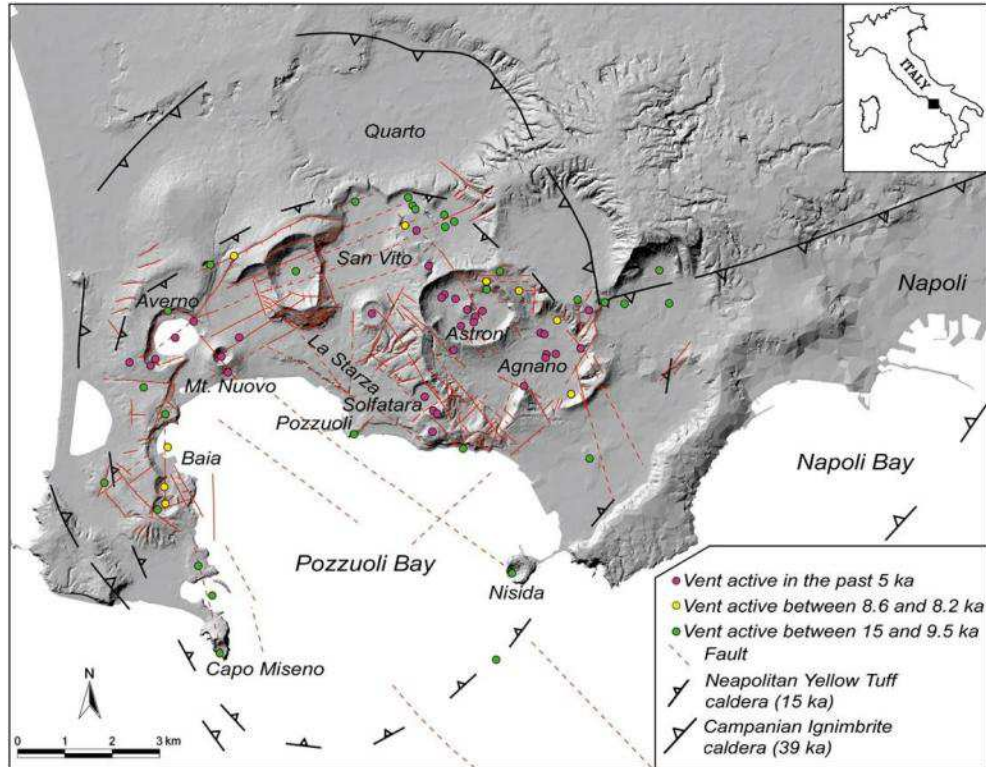 ITALY
Quarto
San Vito
Napoli
Averno
Astroni
Agnano
La Starza
Mt. Nuovo
Solfatara
Pozzuoli
Baia
Napoli Bay
Pozzuoli Bay
Nisida
Capo Miseno
N
0 1 2 3 km
Vent active in the past 5 ka
Vent active between 8.6 and 8.2 ka
Vent active between 15 and 9.5 ka
Fault
Neapolitan Yellow Tuff
caldera (15 ka)
Campanian Ignimbrite
caldera (39 ka)